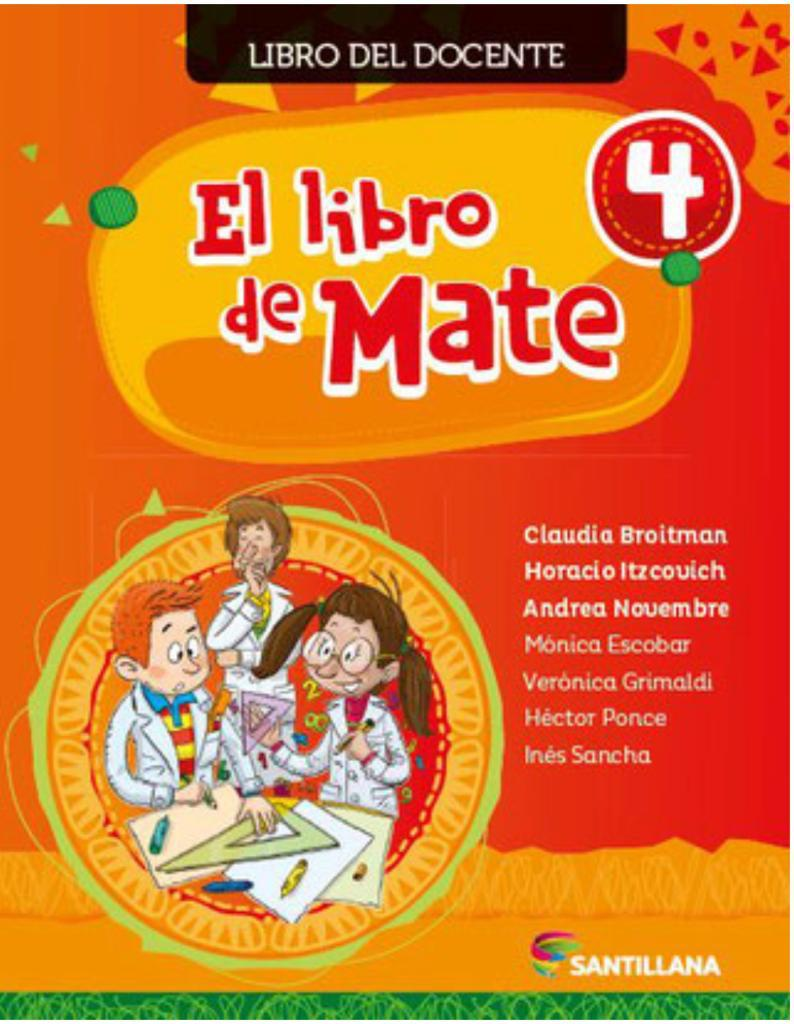 LIBRO DEL DOCENTE
4
El libro
de Mate
Claudia Broitman
Horacio Itzcovich
Andrea Novembre
Mónica Escobar
Verónica Grimaldi
Héctor Ponce
Inés Sancha
SANTILLANA